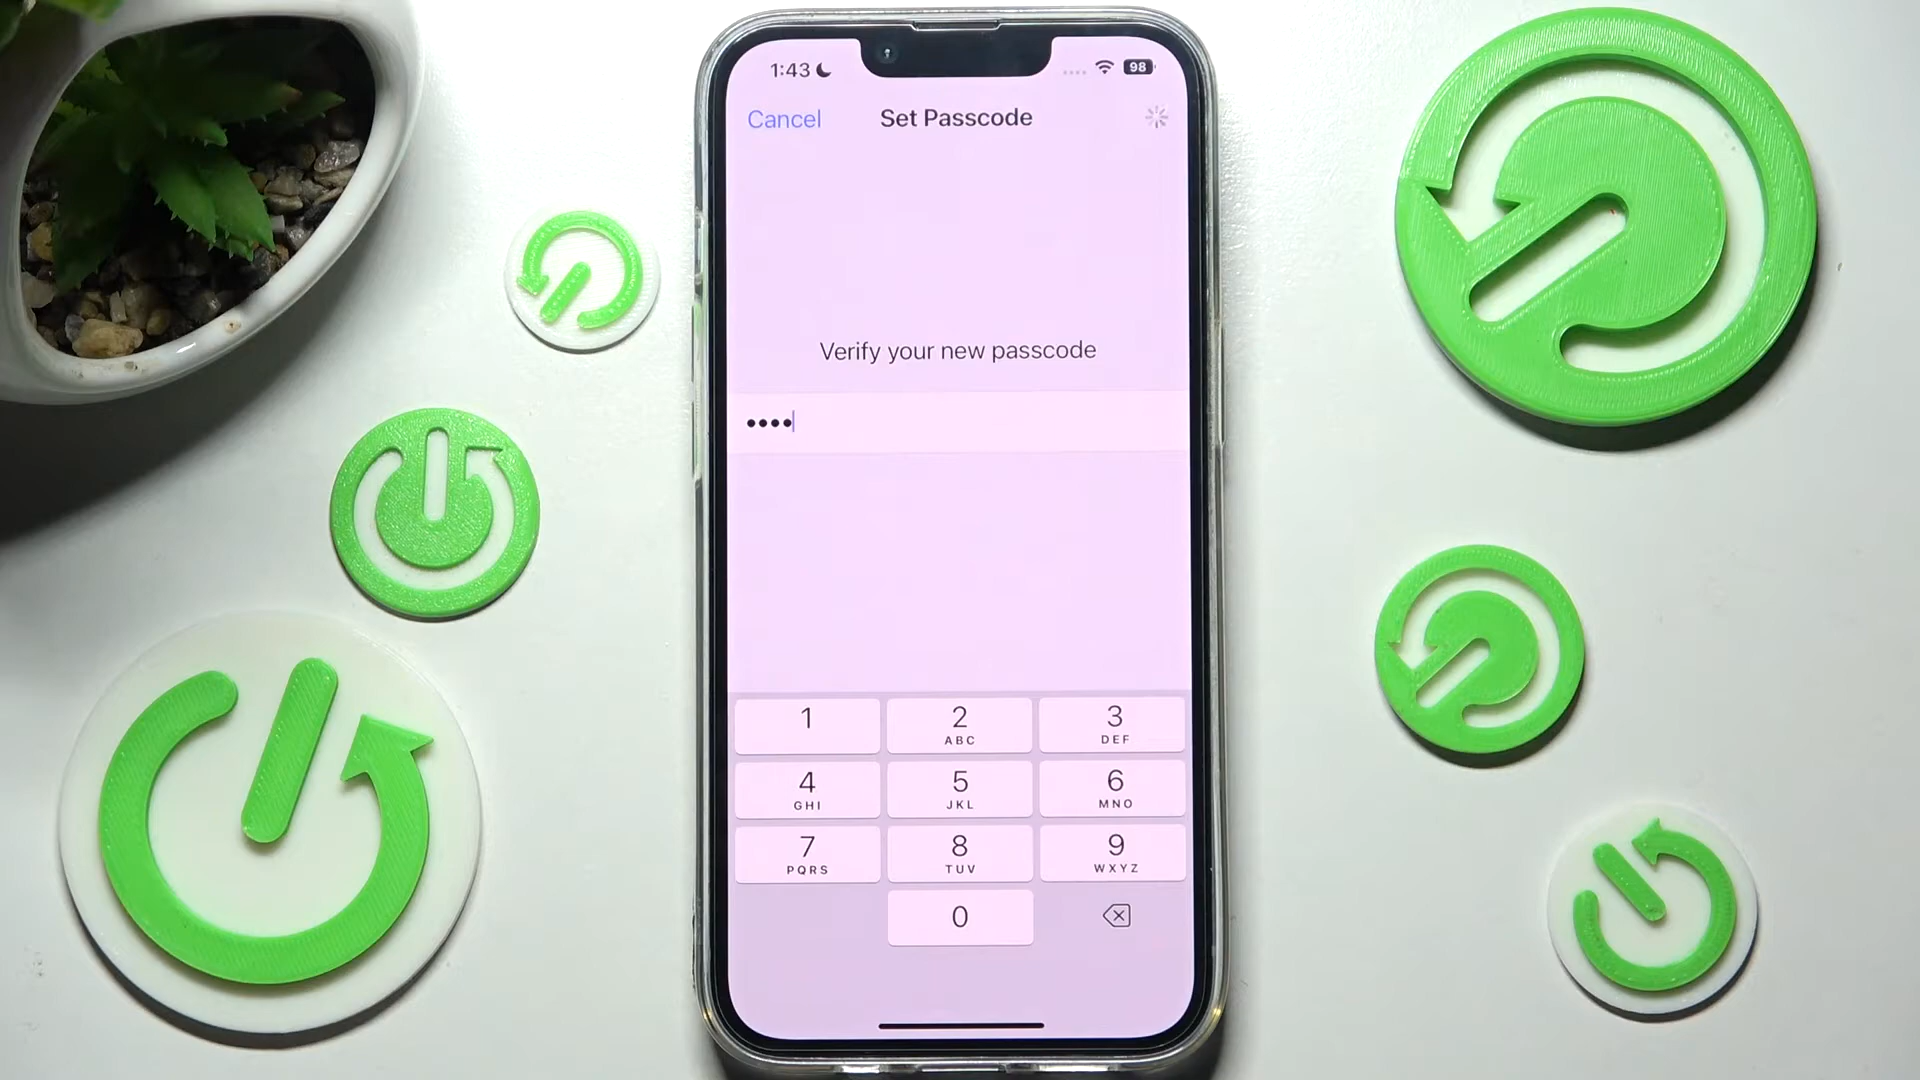 1:43
98
Cancel
Set Passcode
Verify your new passcode
1
2
ABC
3
DEF
4
GHI
5
JKL
6
MNO
7
PQRS
8
TUV
9
WXYZ
0